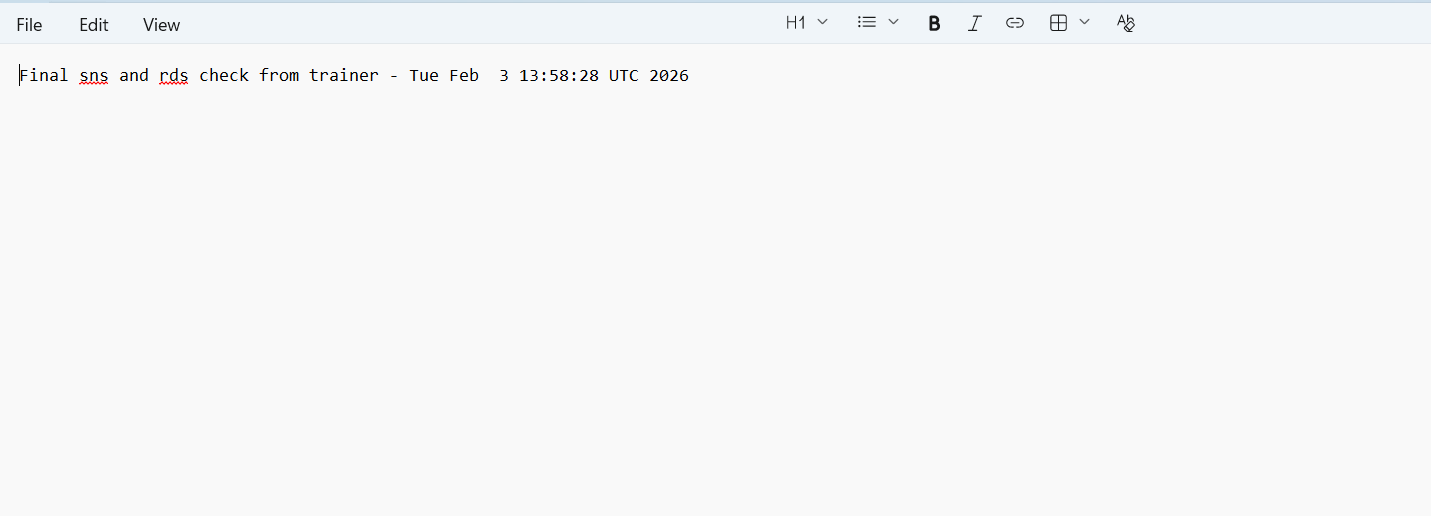 File Edit View H1 B I
Final sns and rds check from trainer - Tue Feb  3 13:58:28 UTC 2026